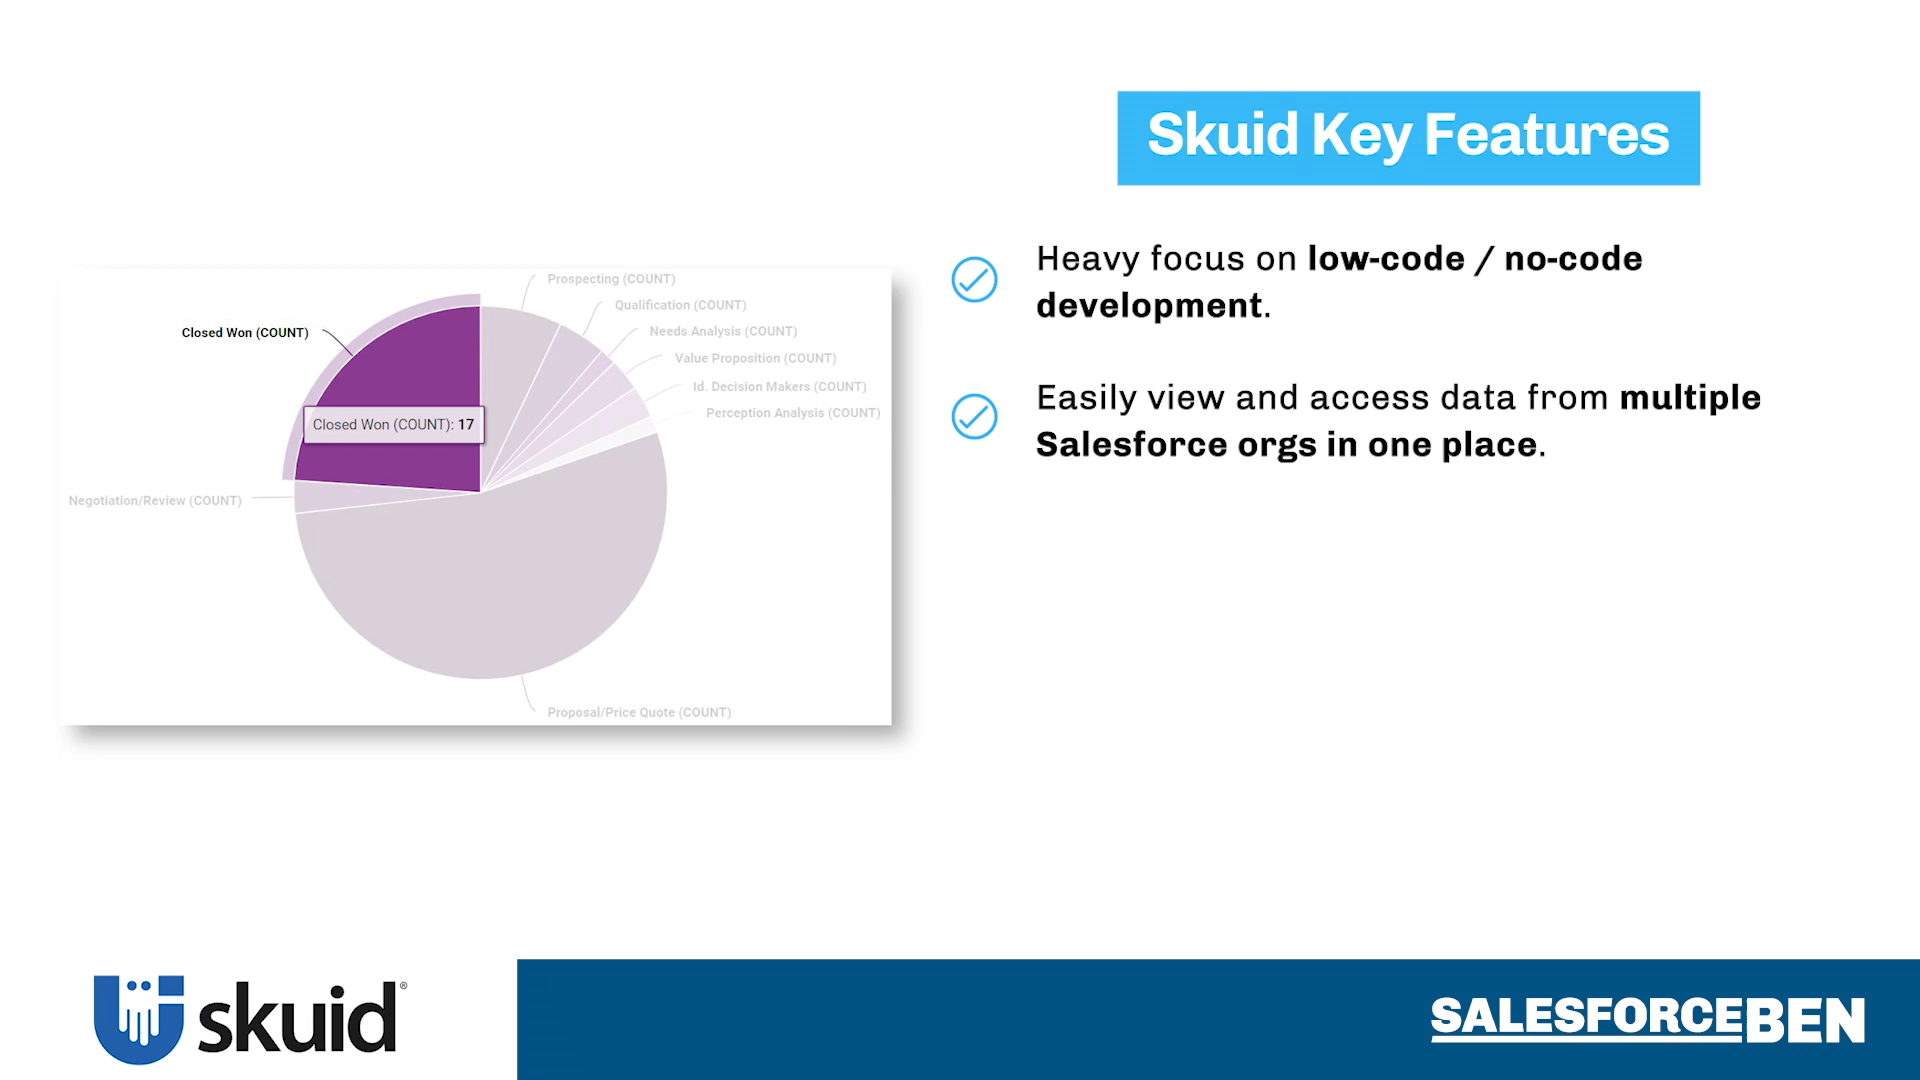 Skuid Key Features
Heavy focus on low-code / no-code
development.
Easily view and access data from multiple
Salesforce orgs in one place.
Prospecting (COUNT)
Qualification (COUNT)
Closed Won (COUNT)
Needs Analysis (COUNT)
Value Proposition (COUNT)
Id. Decision Makers (COUNT)
Perception Analysis (COUNT)
Closed Won (COUNT): 17
Negotiation/Review (COUNT)
Proposal/Price Quote (COUNT)
skuid®
SALESFORCEBEN